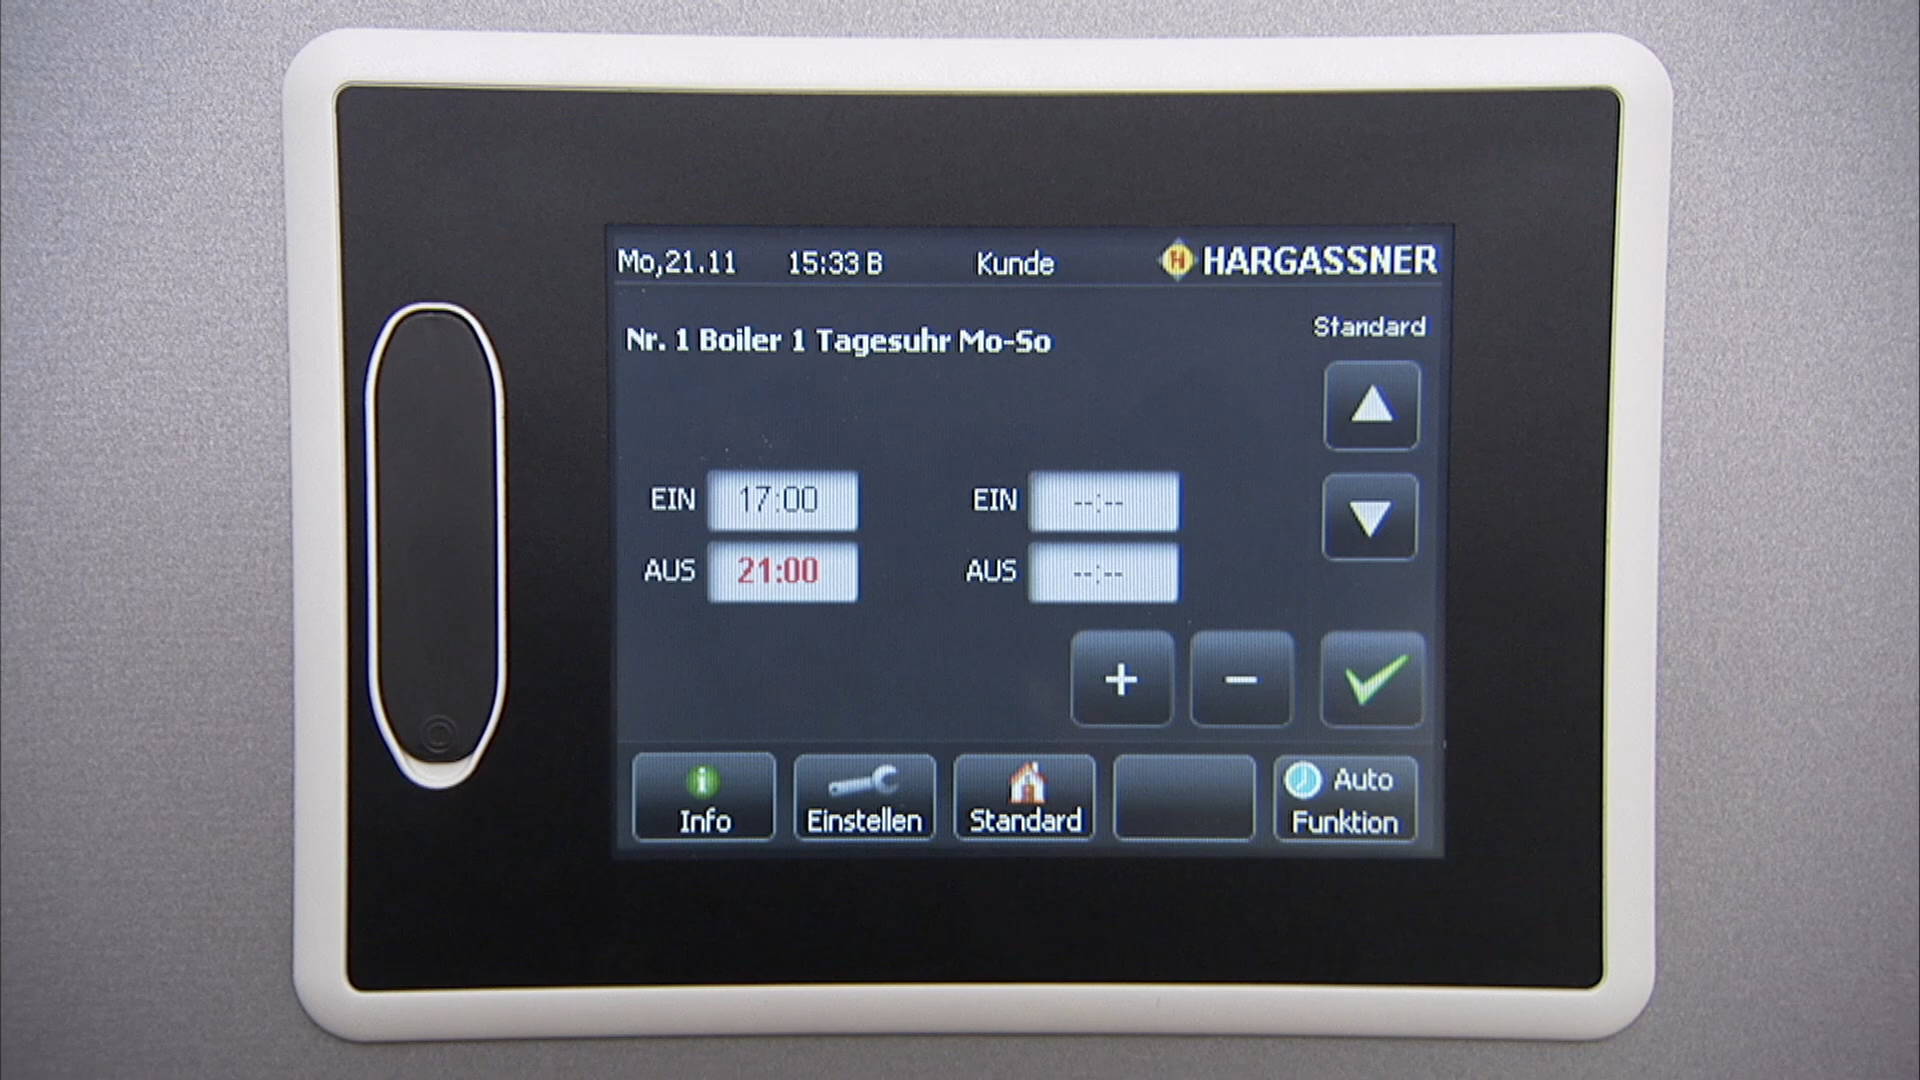 Mo,21.11 15:33 B Kunde H HARGASSNER
Standard
Nr. 1 Boiler 1 Tagesuhr Mo-So
EIN 17:00 EIN --:--
AUS 21:00 AUS --:--
+ −
i
Info Einstellen Standard Auto Funktion